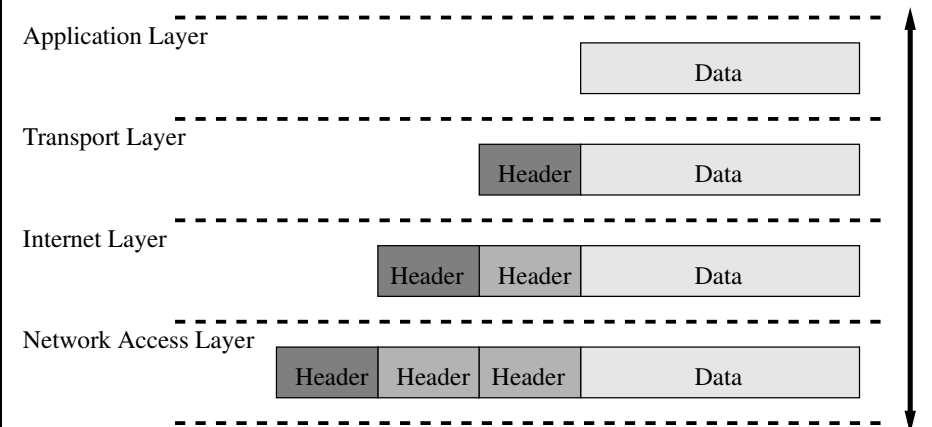 Application Layer
Data
Transport Layer
Header Data
Internet Layer
Header Header Data
Network Access Layer
Header Header Header Data